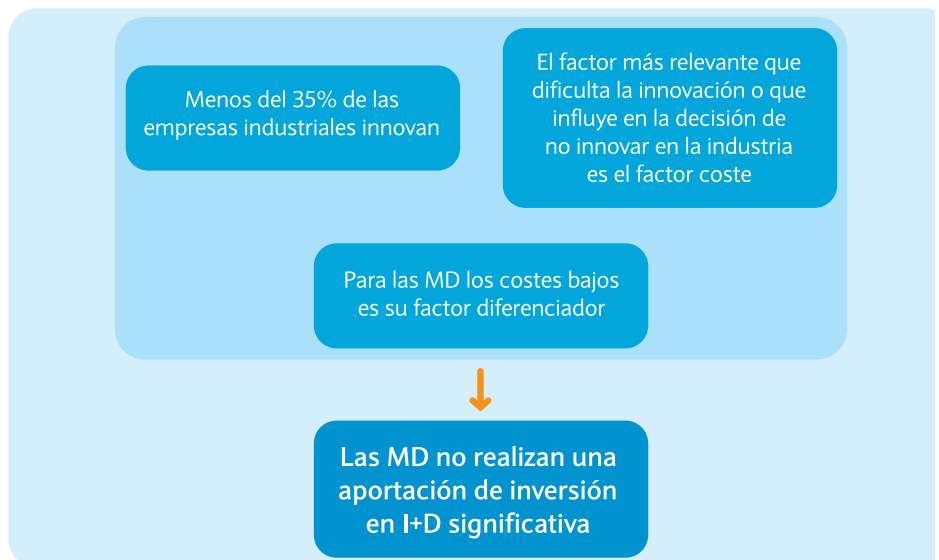 Menos del 35% de las
empresas industriales innovan
El factor más relevante que
dificulta la innovación o que
influye en la decisión de
no innovar en la industria
es el factor coste
Para las MD los costes bajos
es su factor diferenciador
Las MD no realizan una
aportación de inversión
en I+D significativa